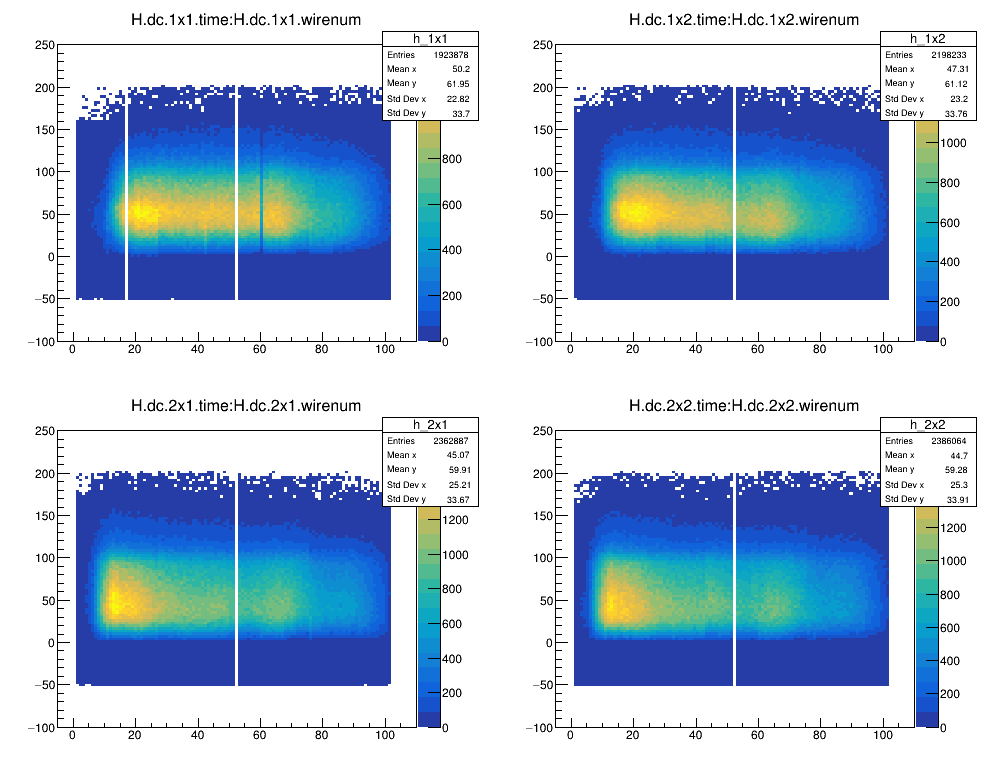 H.dc.1x1.time:H.dc.1x1.wirenum
h_1x1
Entries 1923878
Mean x 50.2
Mean y 61.95
Std Dev x 22.82
Std Dev y 33.7
250
200
150
100
50
0
−50
−100
0 20 40 60 80 100
800
600
400
200
0
H.dc.1x2.time:H.dc.1x2.wirenum
h_1x2
Entries 2198233
Mean x 47.31
Mean y 61.12
Std Dev x 23.2
Std Dev y 33.76
250
200
150
100
50
0
−50
−100
0 20 40 60 80 100
1000
800
600
400
200
0
H.dc.2x1.time:H.dc.2x1.wirenum
h_2x1
Entries 2362887
Mean x 45.07
Mean y 59.91
Std Dev x 25.21
Std Dev y 33.67
250
200
150
100
50
0
−50
−100
0 20 40 60 80 100
1200
1000
800
600
400
200
0
H.dc.2x2.time:H.dc.2x2.wirenum
h_2x2
Entries 2386064
Mean x 44.7
Mean y 59.28
Std Dev x 25.3
Std Dev y 33.91
250
200
150
100
50
0
−50
−100
0 20 40 60 80 100
1200
1000
800
600
400
200
0